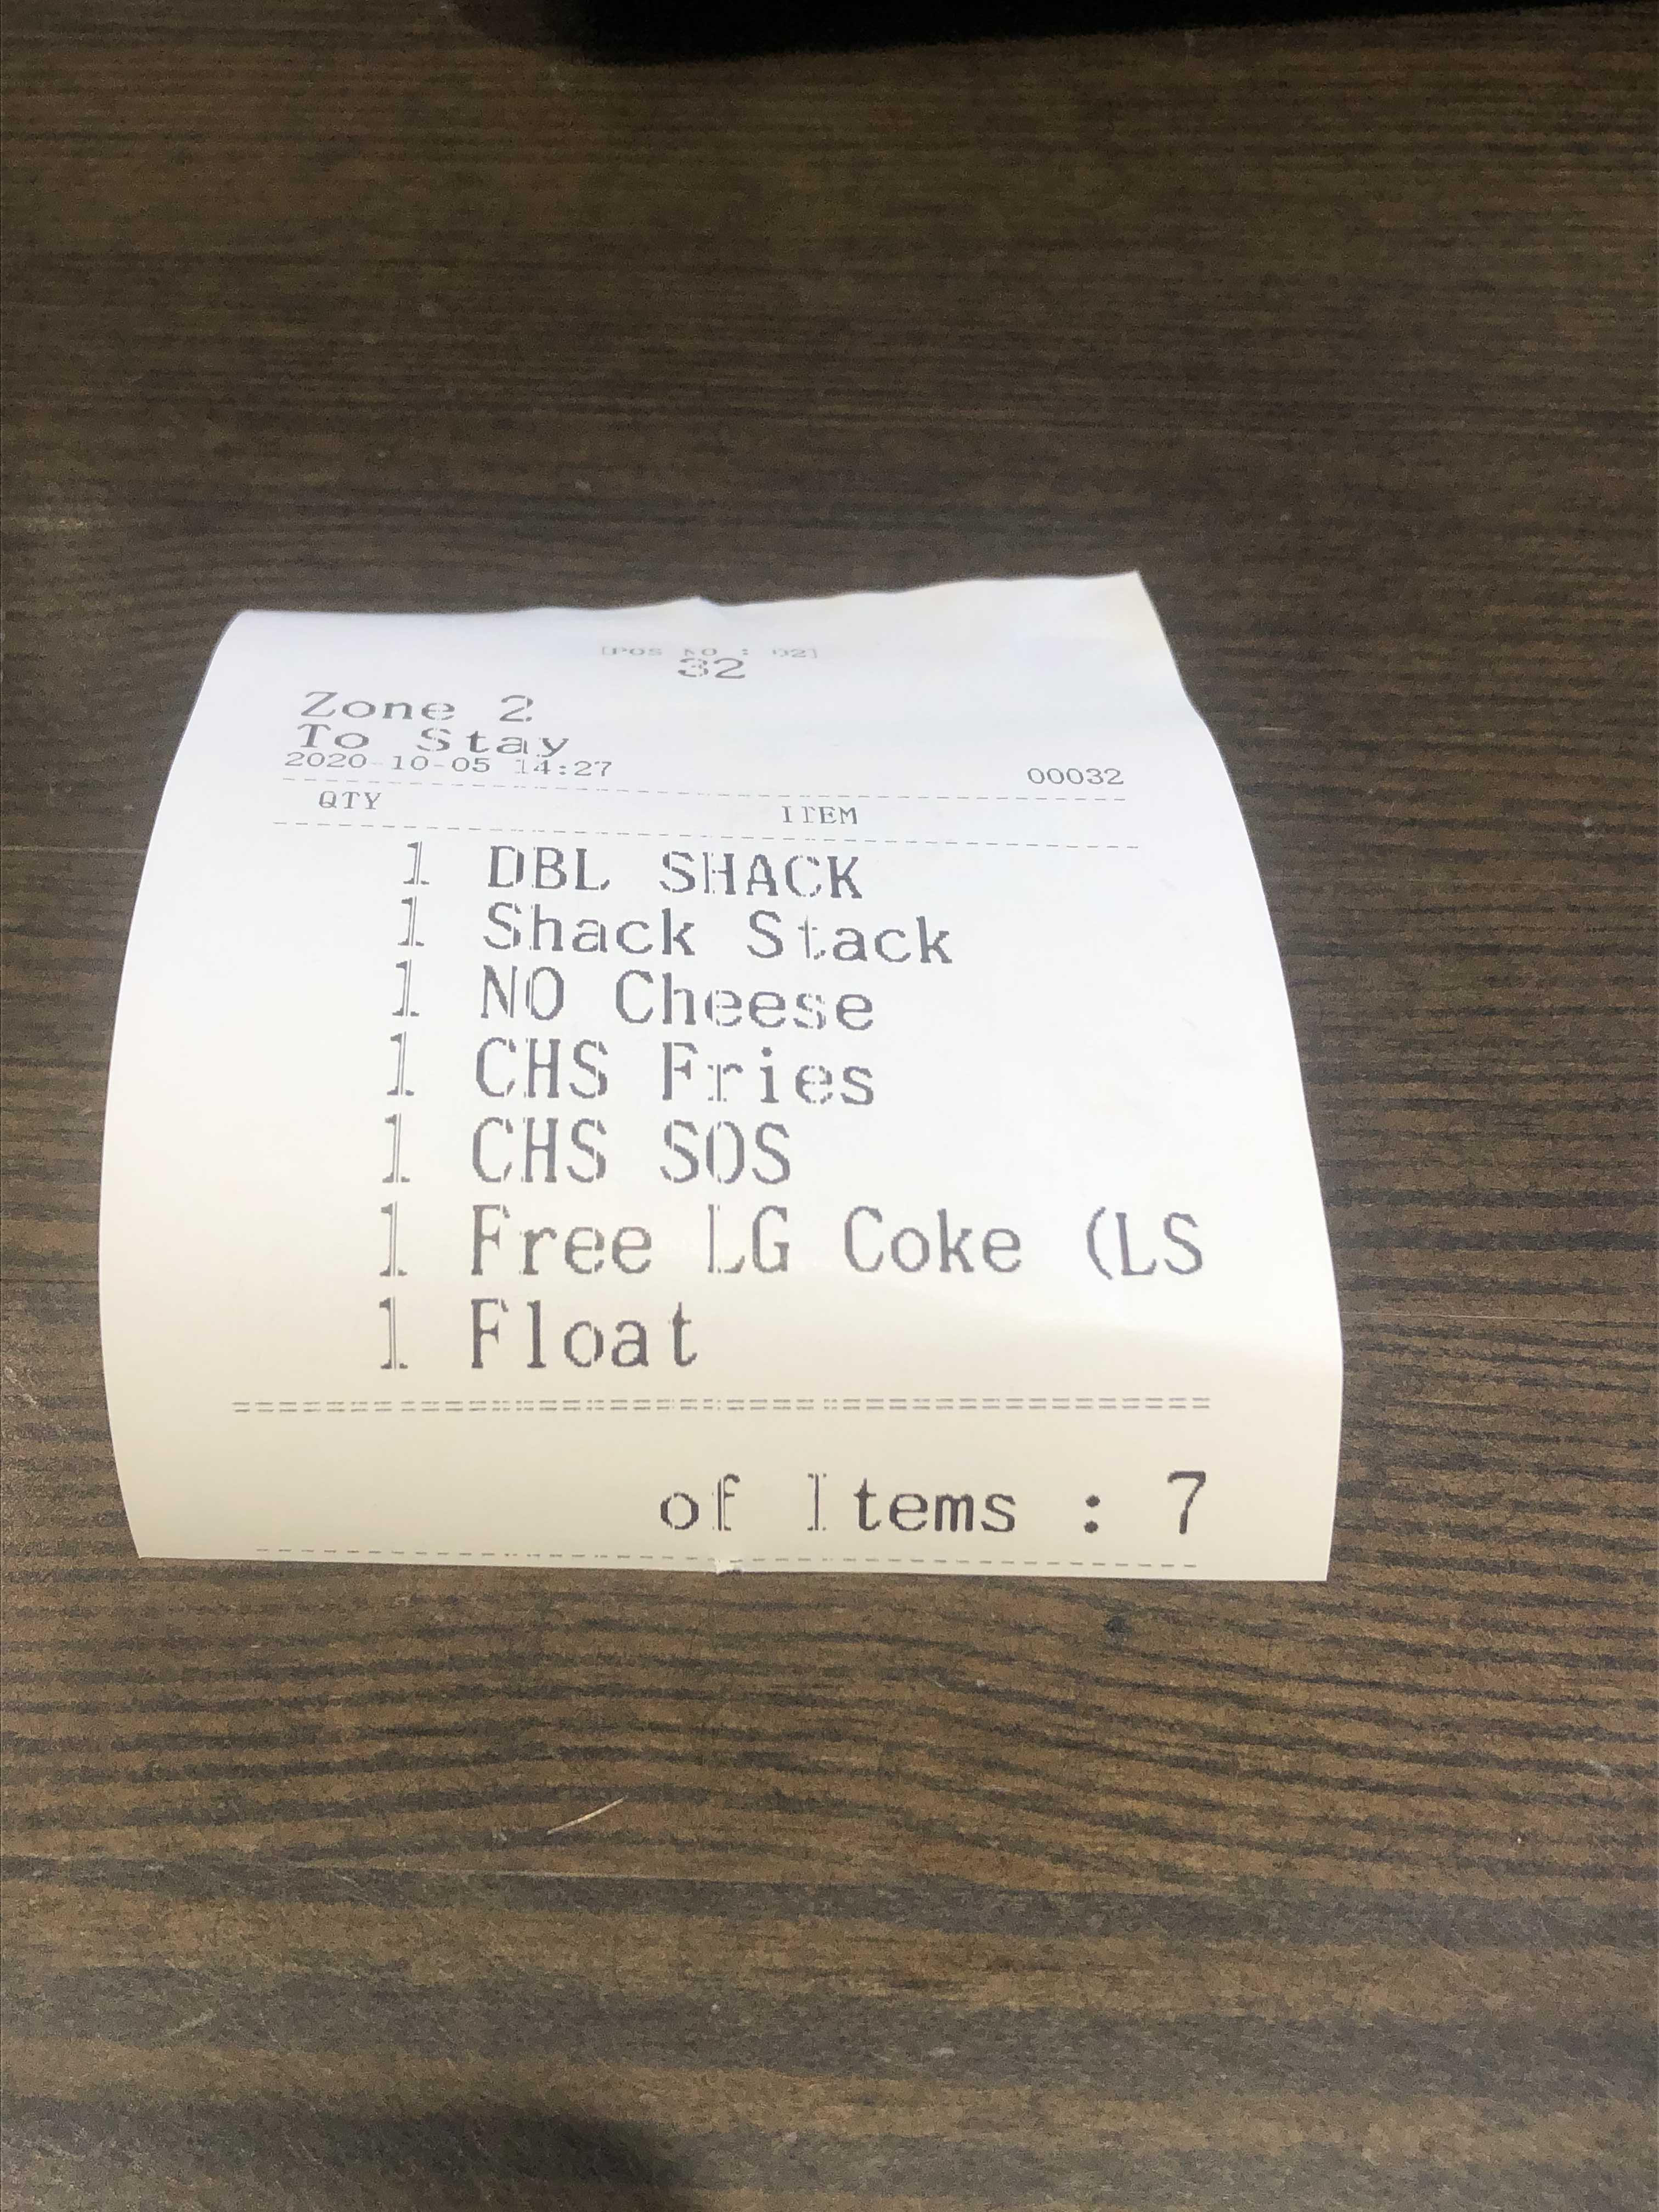 [POS NO : 02]
32
Zone 2
To Stay
2020-10-05 14:27 00032
QTY ITEM
1 DBL SHACK
1 Shack Stack
1 NO Cheese
1 CHS Fries
1 CHS SOS
1 Free LG Coke (LS
1 Float
of Items : 7